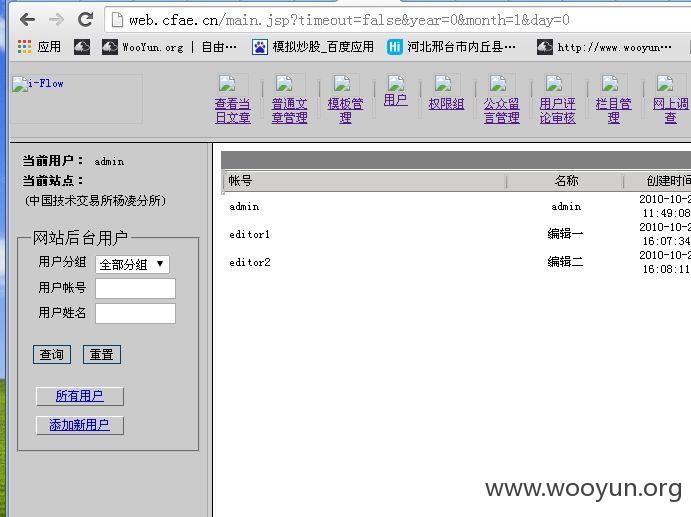 web.cfae.cn/main.jsp?timeout=false&year=0&month=1&day=0
应用 WooYun.org | 自由… 模拟炒股_百度应用 Hi 河北邢台市内丘县… http://www.wooyun…
i-Flow
查看当日文章
普通文章管理
模板管理
用户
权限组
公众留言管理
用户评论审核
栏目管理
网上调查
当前用户： admin
当前站点：
(中国技术交易所杨凌分所)
网站后台用户
用户分组 全部分组
用户帐号
用户姓名
查询 重置
所有用户
添加新用户
帐号 名称 创建时间
admin admin 2010-10-2
11:49:08
editor1 编辑一 2010-10-2
16:07:34
editor2 编辑二 2010-10-2
16:08:11
www.wooyun.org